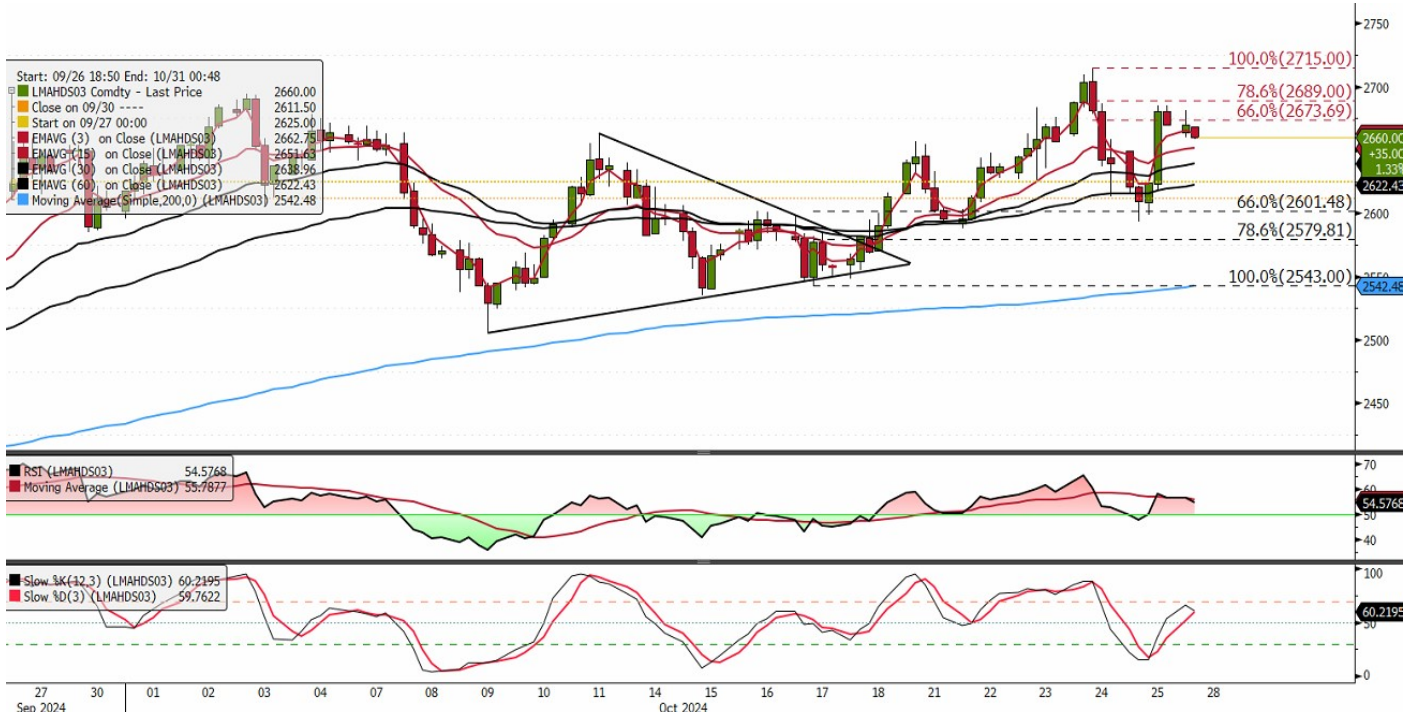 Start: 09/26 18:50 End: 10/31 00:48
LMAHDS03 Comdty - Last Price 2660.00
Close on 09/30 ---- 2611.50
Start on 09/27 00:00 2625.00
EMAVG (3) on Close (LMAHDS03) 2662.75
EMAVG (15) on Close (LMAHDS03) 2651.63
EMAVG (30) on Close (LMAHDS03) 2638.96
EMAVG (60) on Close (LMAHDS03) 2622.43
Moving Average(Simple,200,0) (LMAHDS03) 2542.48
100.0%(2715.00)
78.6%(2689.00)
66.0%(2673.69)
66.0%(2601.48)
78.6%(2579.81)
100.0%(2543.00)
2750
2700
2660.00
+35.00
1.33%
2622.43
2600
2542.48
2500
2450
RSI (LMAHDS03) 54.5768
Moving Average (LMAHDS03) 55.7877
70
60
54.5768
50
40
Slow %K(12,3) (LMAHDS03) 60.2195
Slow %D(3) (LMAHDS03) 59.7622
100
60.2195
50
0
27 30 01 02 03 04 07 08 09 10 11 14 15 16 17 18 21 22 23 24 25 28
Sep 2024 Oct 2024